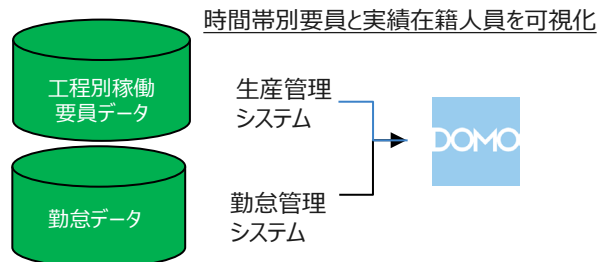 時間帯別要員と実績在籍人員を可視化
工程別稼働
要員データ
生産管理
システム
DOMO
勤怠データ
勤怠管理
システム